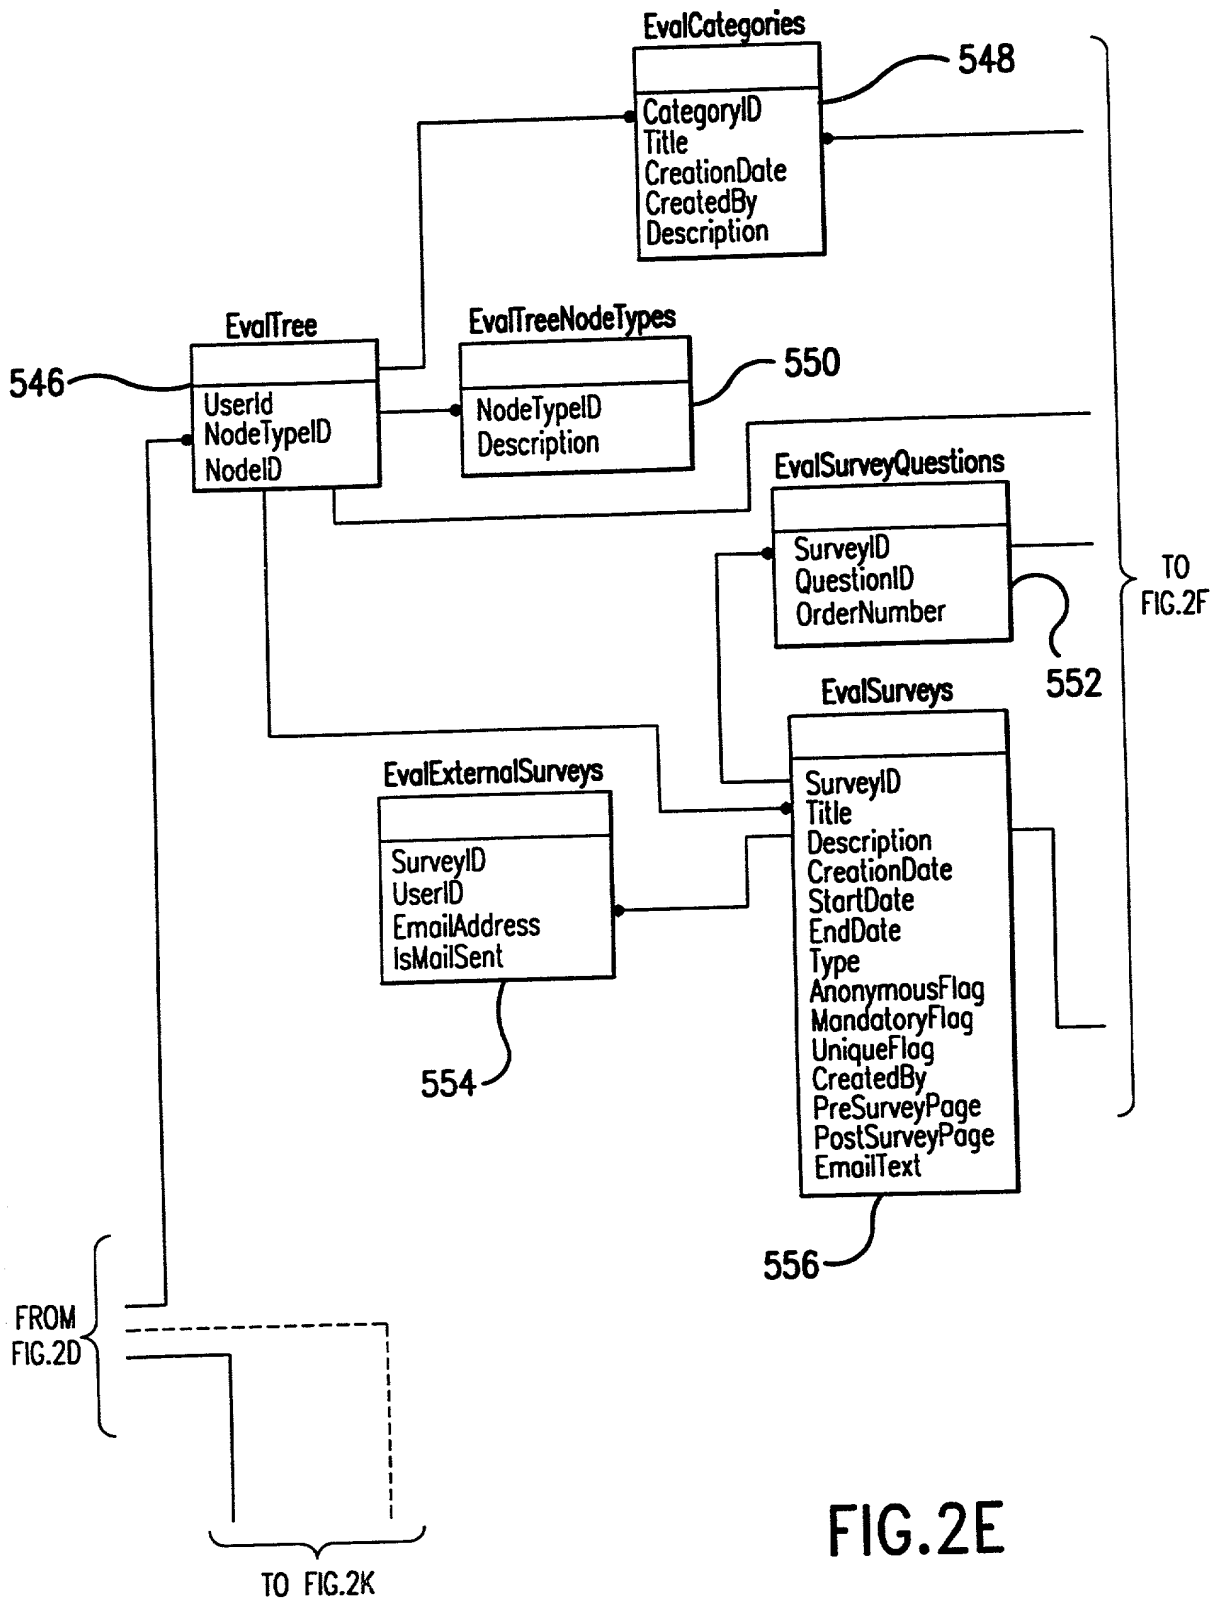 EvalCategories
548
CategoryID
Title
CreationDate
CreatedBy
Description
EvalTree
546
UserId
NodeTypeID
NodeID
EvalTreeNodeTypes
550
NodeTypeID
Description
EvalSurveyQuestions
SurveyID
QuestionID
OrderNumber
552
TO
FIG.2F
EvalSurveys
SurveyID
Title
Description
CreationDate
StartDate
EndDate
Type
AnonymousFlag
MandatoryFlag
UniqueFlag
CreatedBy
PreSurveyPage
PostSurveyPage
EmailText
556
EvalExternalSurveys
SurveyID
UserID
EmailAddress
IsMailSent
554
FROM
FIG.2D
TO FIG.2K
FIG.2E